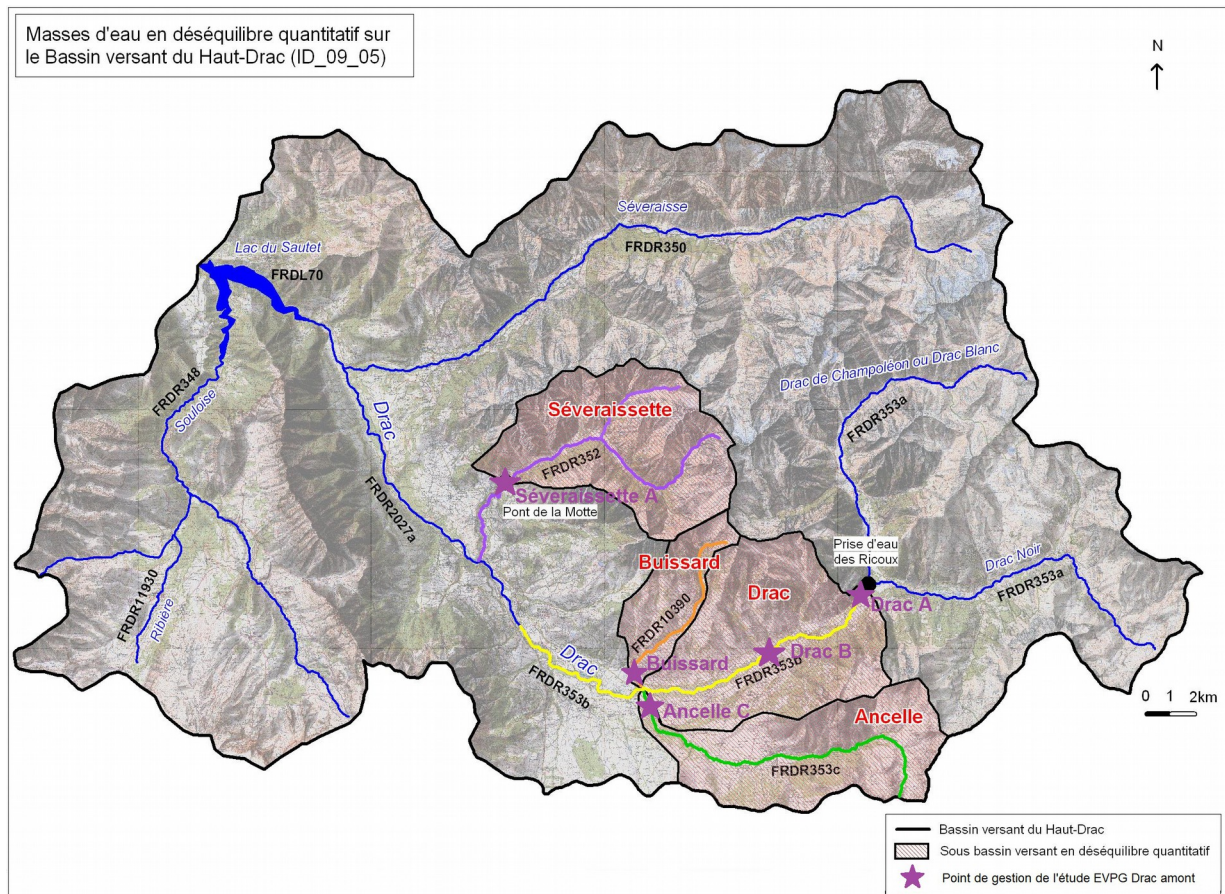 Masses d'eau en déséquilibre quantitatif sur
le Bassin versant du Haut-Drac (ID_09_05)
N
Séveraisse
FRDR350
Lac du Sautet
FRDL70
Drac de Champoléon ou Drac Blanc
FRDR353a
FRDR348
Souloise
Drac
FRDR2027a
Séveraissette
FRDR352
Séveraissette A
Pont de la Motte
Buissard
FRDR10390
Prise d'eau
des Ricoux
Drac Noir
FRDR353a
Drac
Drac A
FRDR11930
Ribière
Drac
FRDR353b
Drac B
FRDR353b
Buissard
Ancelle C
Ancelle
FRDR353c
0 1 2km
Bassin versant du Haut-Drac
Sous bassin versant en déséquilibre quantitatif
Point de gestion de l'étude EVPG Drac amont